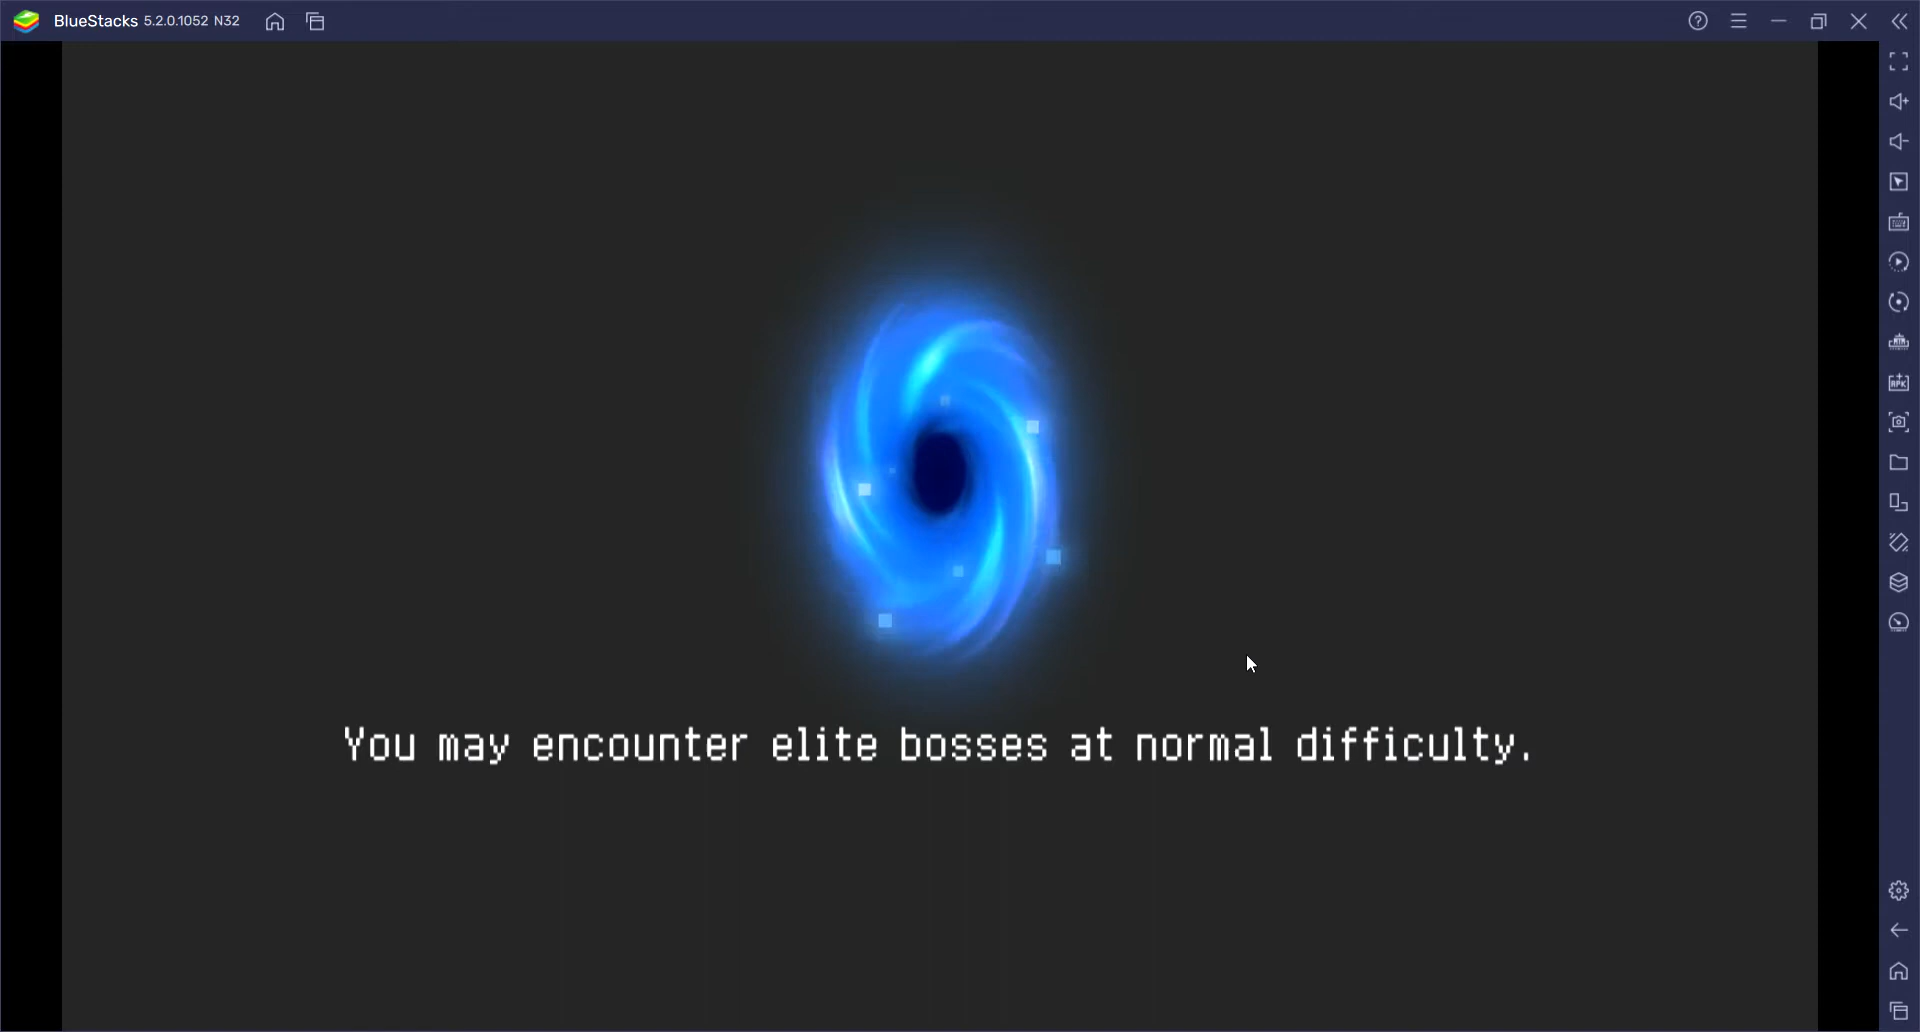 BlueStacks 5.2.0.1052 N32
You may encounter elite bosses at normal difficulty.